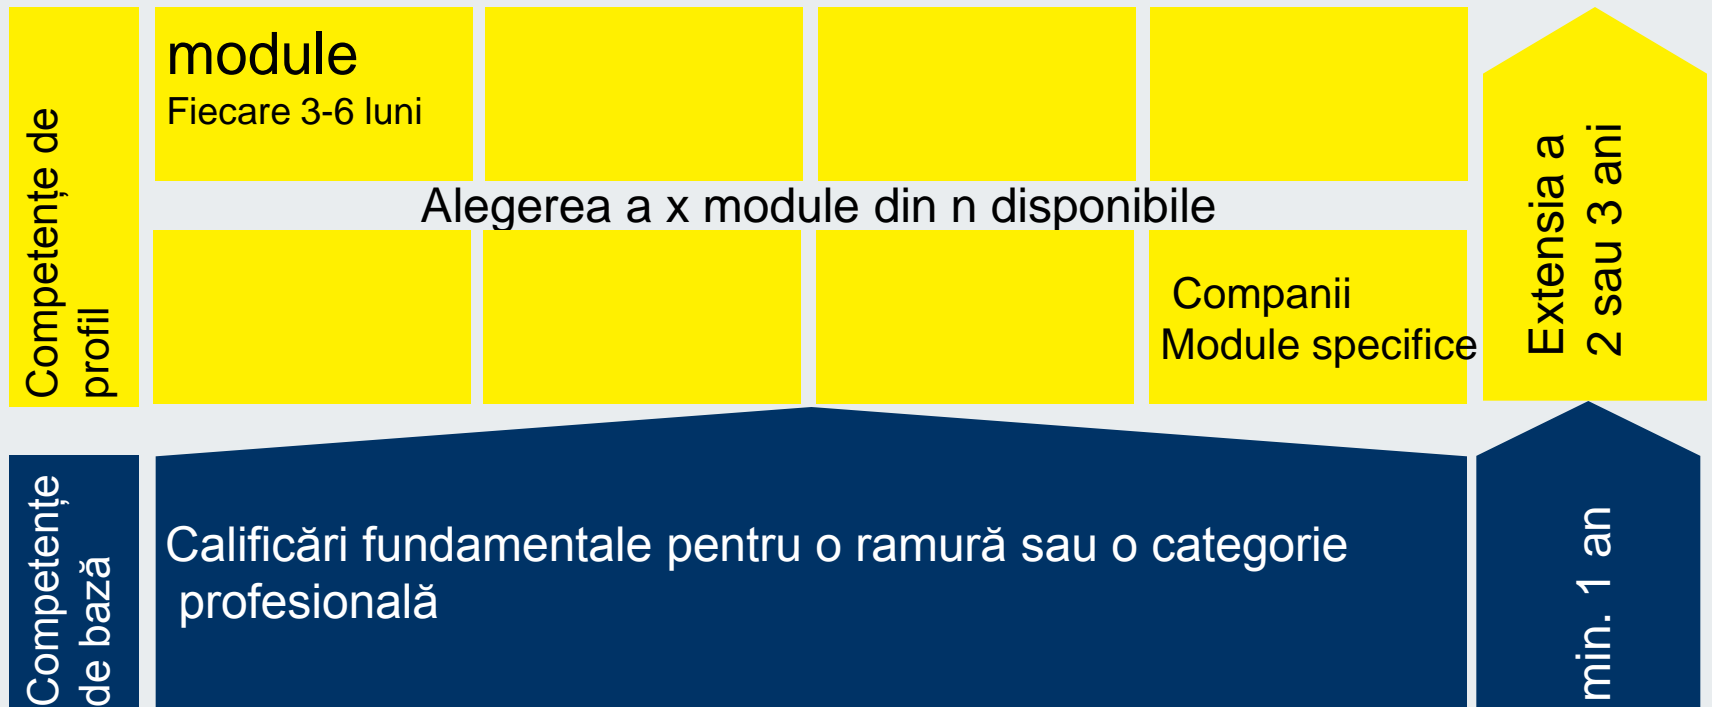 Competențe de
profil
module
Fiecare 3-6 luni
Alegerea a x module din n disponibile
Companii
Module specifice
Extensia a
2 sau 3 ani
Competențe
de bază
Calificări fundamentale pentru o ramură sau o categorie
profesională
min. 1 an